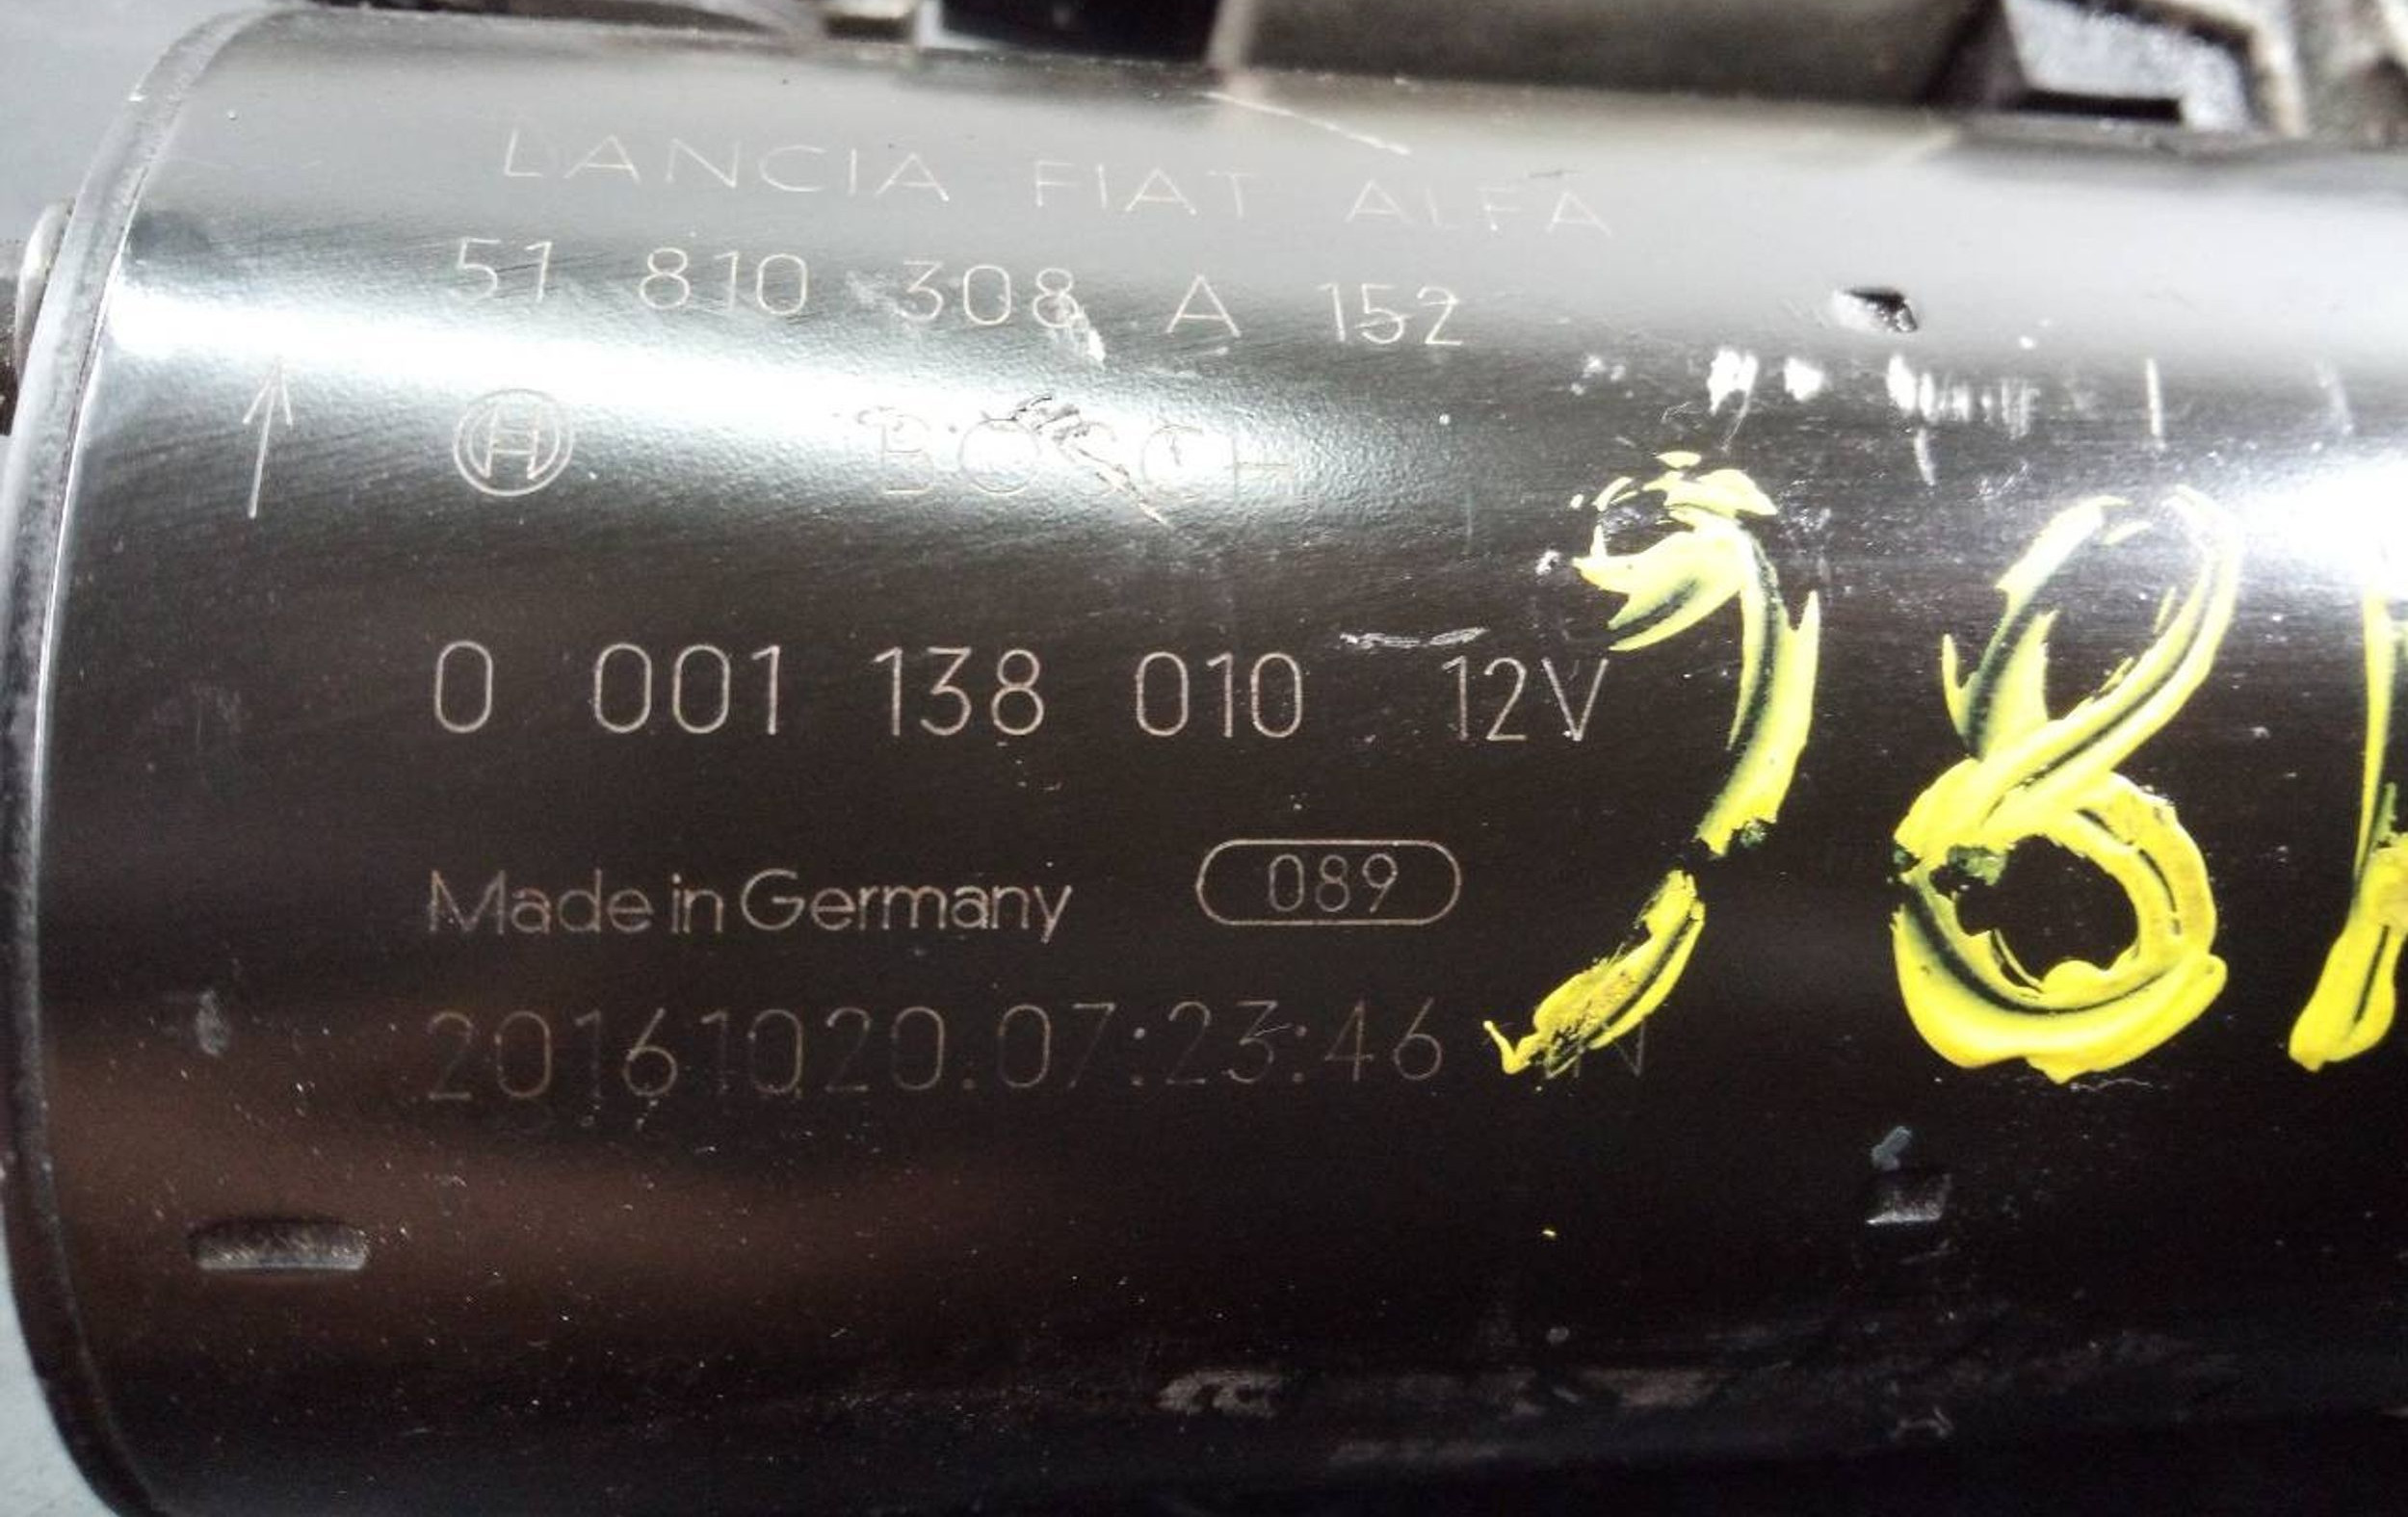 LANCIA FIAT ALFA
51 810 308 A 152
BOSCH
0 001 138 010 12V
Made in Germany 089
20161020.07:23:46